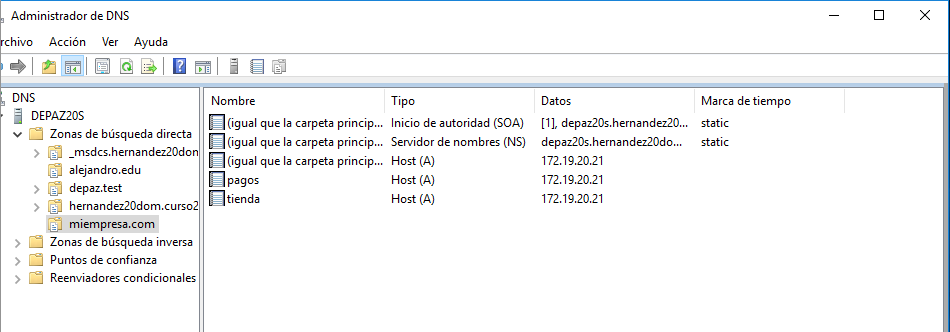 Administrador de DNS
Archivo Acción Ver Ayuda
DNS
DEPAZ20S
Zonas de búsqueda directa
_msdcs.hernandez20don
alejandro.edu
depaz.test
hernandez20dom.curso2
miempresa.com
Zonas de búsqueda inversa
Puntos de confianza
Reenviadores condicionales
Nombre Tipo Datos Marca de tiempo
(igual que la carpeta princip... Inicio de autoridad (SOA) [1], depaz20s.hernandez20... static
(igual que la carpeta princip... Servidor de nombres (NS) depaz20s.hernandez20do... static
(igual que la carpeta princip... Host (A) 172.19.20.21
pagos Host (A) 172.19.20.21
tienda Host (A) 172.19.20.21